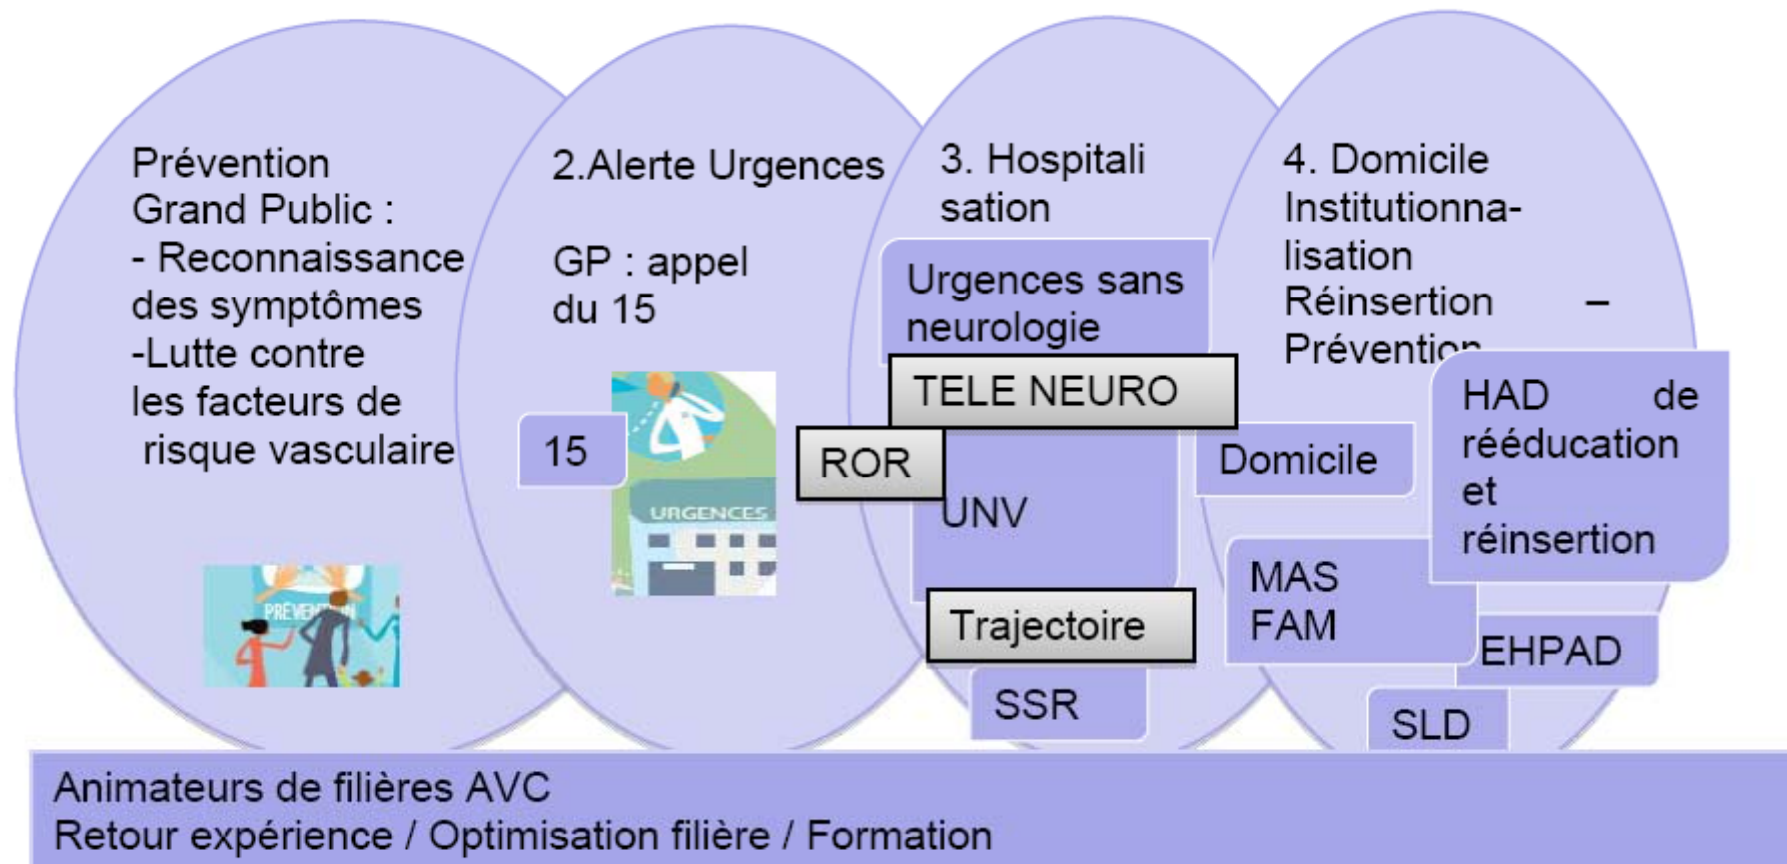 Prévention
Grand Public :
- Reconnaissance
des symptômes
-Lutte contre
les facteurs de
risque vasculaire
PRÉVENTION
2.Alerte Urgences
GP : appel
du 15
15
URGENCES
ROR
3. Hospitali
sation
Urgences sans
neurologie
TELE NEURO
UNV
Trajectoire
SSR
4. Domicile
Institutionna-
lisation
Réinsertion –
Prévention
Domicile
HAD de
rééducation
et
réinsertion
MAS
FAM
EHPAD
SLD
Animateurs de filières AVC
Retour expérience / Optimisation filière / Formation